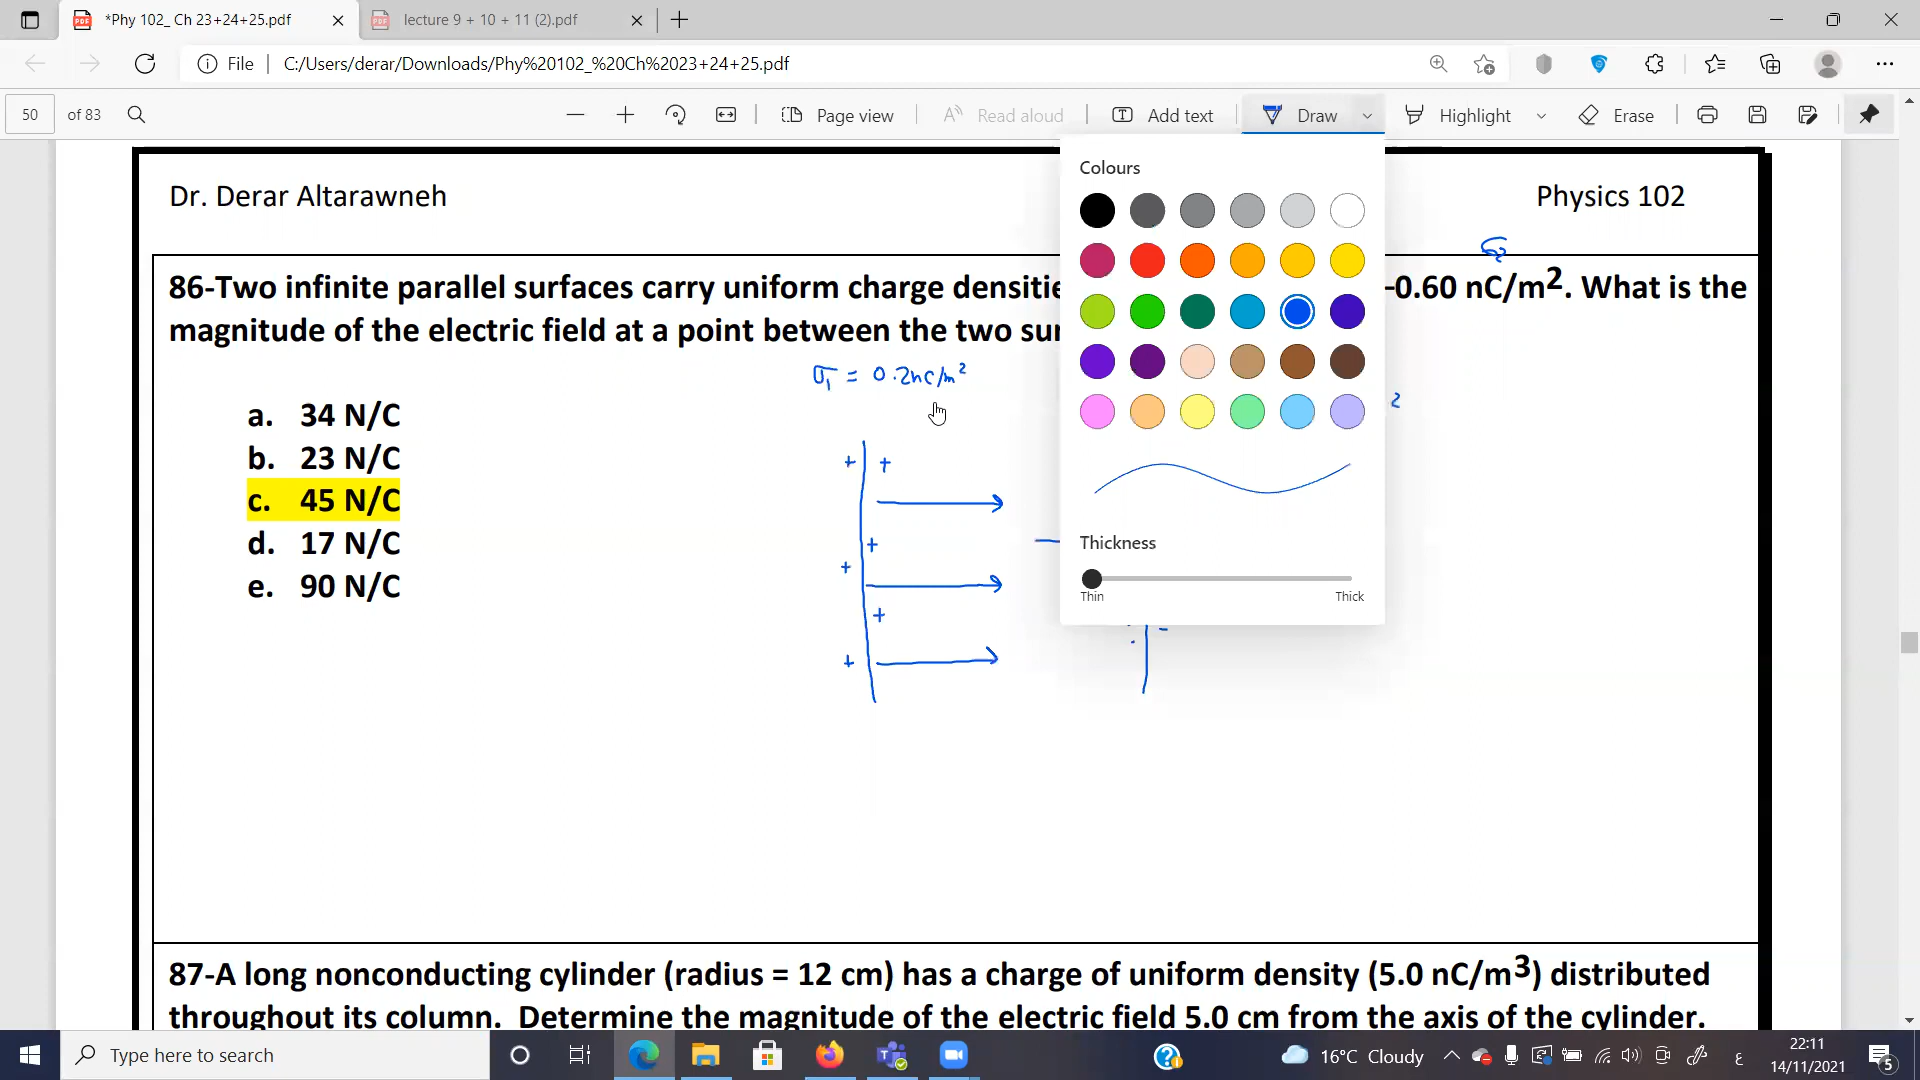 *Phy 102_ Ch 23+24+25.pdf
lecture 9 + 10 + 11 (2).pdf
File
C:/Users/derar/Downloads/Phy%20102_%20Ch%2023+24+25.pdf
50 of 83
Page view
Read aloud
Add text
Draw
Highlight
Erase
Colours
Thickness
Thin
Thick
Dr. Derar Altarawneh
Physics 102
σ₂
86-Two infinite parallel surfaces carry uniform charge densitie -0.60 nC/m2. What is the
magnitude of the electric field at a point between the two sur
σ₁ = 0.2nC/m²
2
a. 34 N/C
b. 23 N/C
c. 45 N/C
d. 17 N/C
e. 90 N/C
87-A long nonconducting cylinder (radius = 12 cm) has a charge of uniform density (5.0 nC/m3) distributed
throughout its column. Determine the magnitude of the electric field 5.0 cm from the axis of the cylinder.
Type here to search
16°C Cloudy
ع
22:11
14/11/2021
5